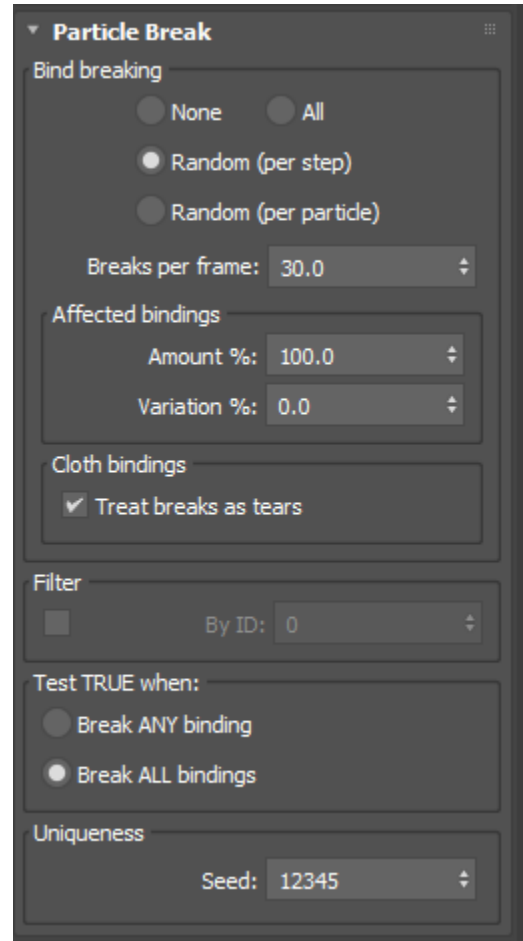 Particle Break
Bind breaking
None All
Random (per step)
Random (per particle)
Breaks per frame: 30.0
Affected bindings
Amount %: 100.0
Variation %: 0.0
Cloth bindings
Treat breaks as tears
Filter
By ID: 0
Test TRUE when:
Break ANY binding
Break ALL bindings
Uniqueness
Seed: 12345